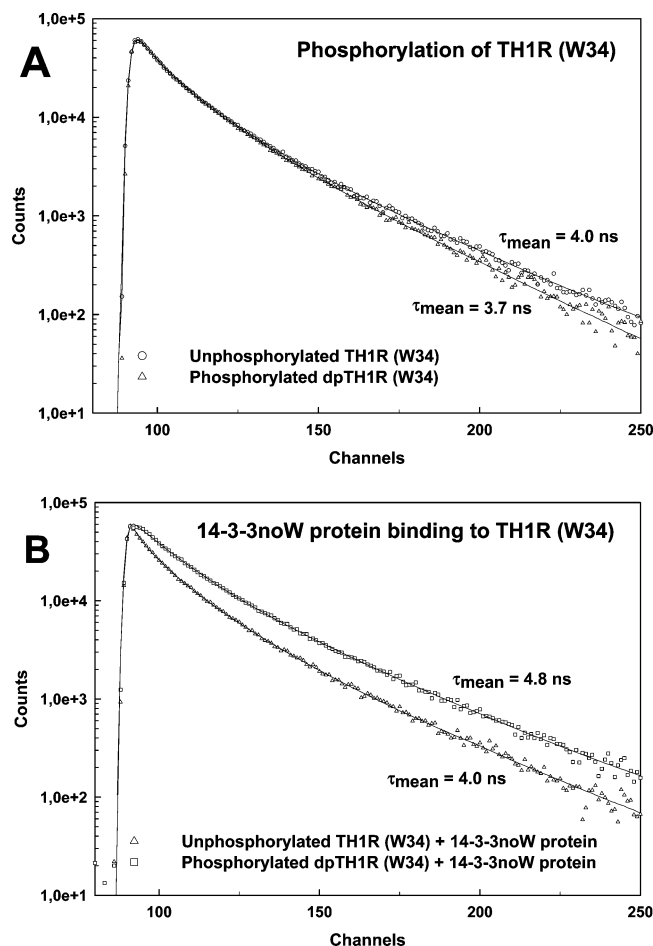 A
Phosphorylation of TH1R (W34)
1,0e+5
1,0e+4
1,0e+3
1,0e+2
1,0e+1
Counts
τmean = 4.0 ns
τmean = 3.7 ns
Unphosphorylated TH1R (W34)
Phosphorylated dpTH1R (W34)
100 150 200 250
Channels
B
14-3-3noW protein binding to TH1R (W34)
1,0e+5
1,0e+4
1,0e+3
1,0e+2
1,0e+1
Counts
τmean = 4.8 ns
τmean = 4.0 ns
Unphosphorylated TH1R (W34) + 14-3-3noW protein
Phosphorylated dpTH1R (W34) + 14-3-3noW protein
100 150 200 250
Channels